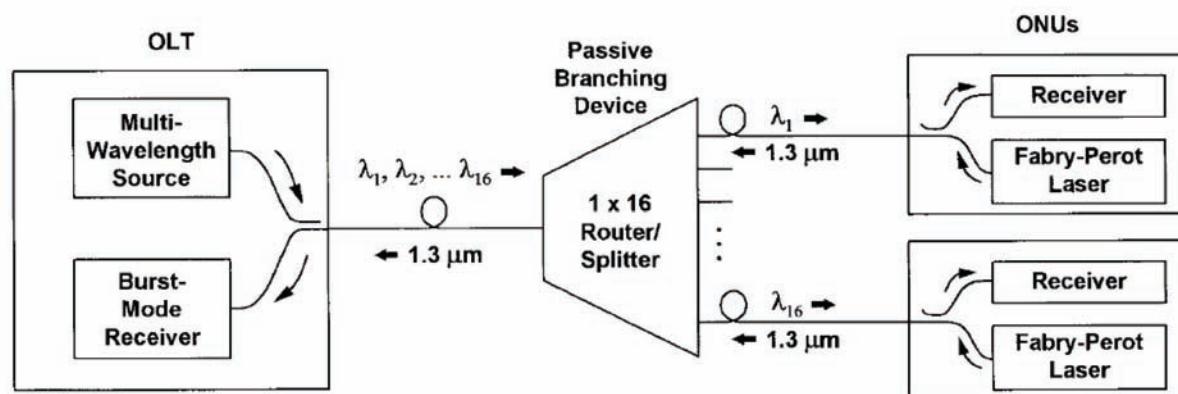 OLT
Multi-
Wavelength
Source
Burst-
Mode
Receiver
λ1, λ2, ... λ16
1.3 μm
Passive
Branching
Device
1 x 16
Router/
Splitter
λ1
1.3 μm
λ16
1.3 μm
ONUs
Receiver
Fabry-Perot
Laser
Receiver
Fabry-Perot
Laser